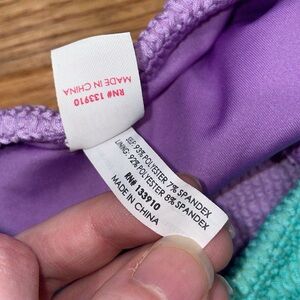 RN# 133910
MADE IN CHINA
SELF: 93% POLYESTER 7% SPANDEX
LINING: 92% POLYESTER 8% SPANDEX
RN# 133910
MADE IN CHINA